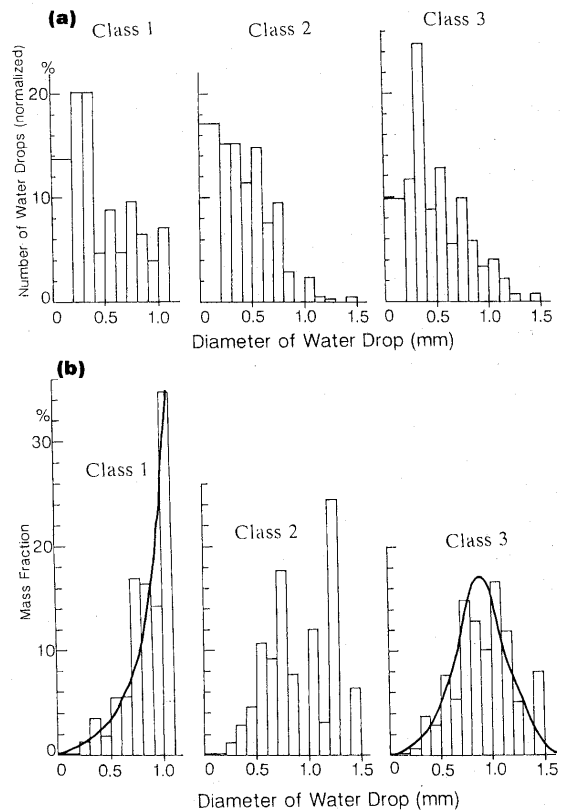 (a)
Class 1
Class 2
Class 3
%
20
10
0
Number of Water Drops (normalized)
0 0.5 1.0
0 0.5 1.0 1.5
0 0.5 1.0 1.5
Diameter of Water Drop (mm)
(b)
%
30
20
10
0
Mass Fraction
Class 1
Class 2
Class 3
0 0.5 1.0
0 0.5 1.0 1.5
0 0.5 1.0 1.5
Diameter of Water Drop (mm)